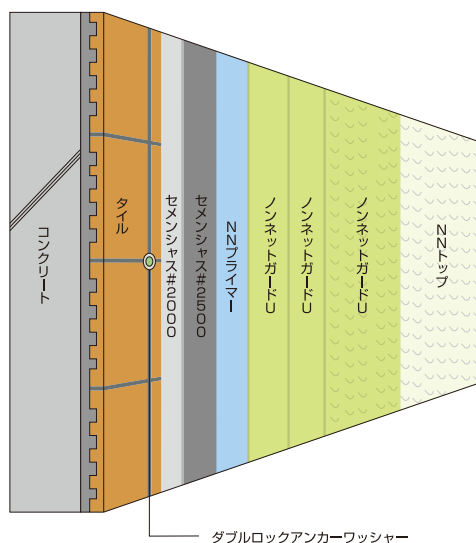 コンクリート
タイル
セメンシャス#2000
セメンシャス#2500
NNプライマー
ノンネットガードU
ノンネットガードU
ノンネットガードU
NNトップ
ダブルロックアンカーワッシャー